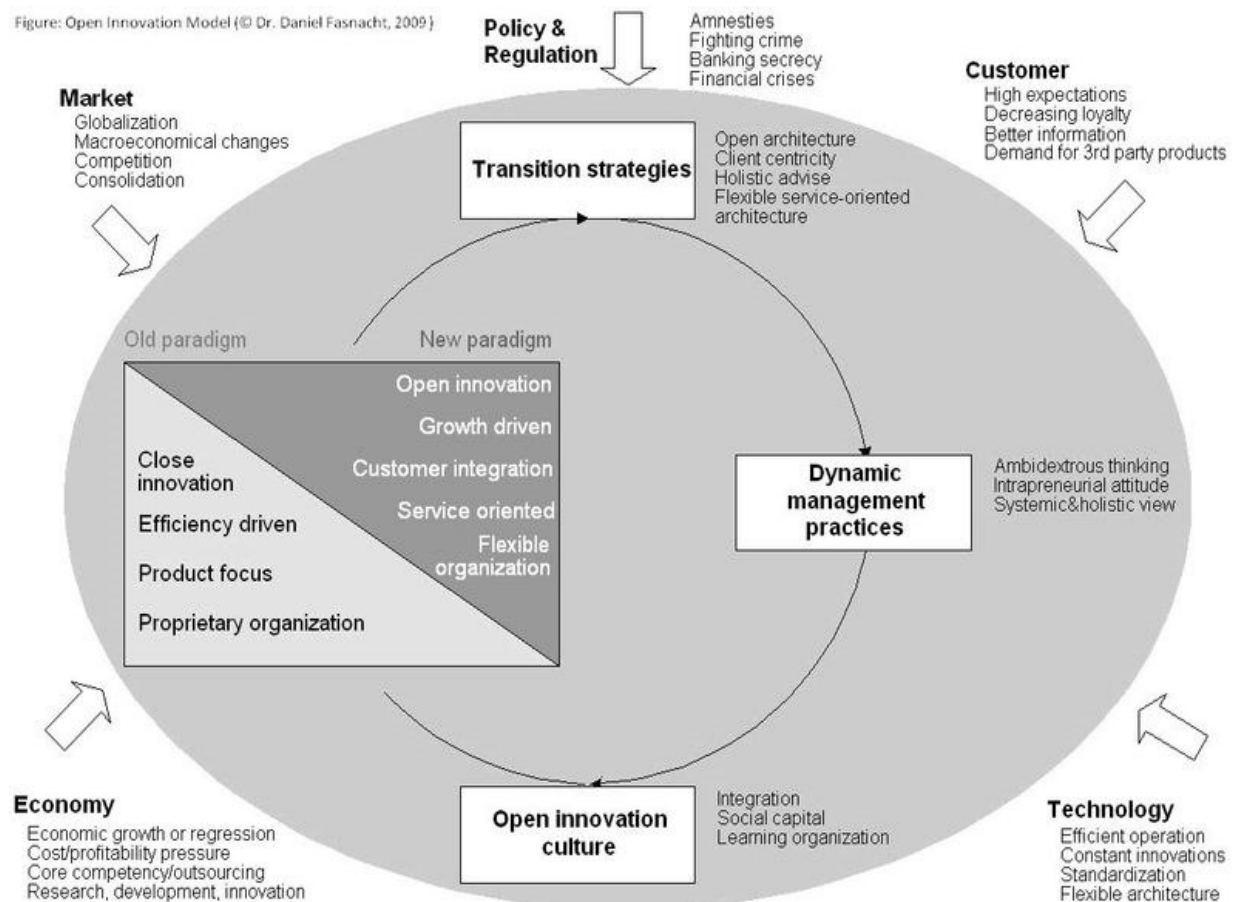 Figure: Open Innovation Model (© Dr. Daniel Fasnacht, 2009)
Policy &
Regulation
Amnesties
Fighting crime
Banking secrecy
Financial crises
Market
Globalization
Macroeconomical changes
Competition
Consolidation
Customer
High expectations
Decreasing loyalty
Better information
Demand for 3rd party products
Transition strategies
Open architecture
Client centricity
Holistic advise
Flexible service-oriented
architecture
Old paradigm
New paradigm
Open innovation
Growth driven
Customer integration
Service oriented
Flexible
organization
Close
innovation
Efficiency driven
Product focus
Proprietary organization
Dynamic
management
practices
Ambidextrous thinking
Intrapreneurial attitude
Systemic&holistic view
Open innovation
culture
Integration
Social capital
Learning organization
Economy
Economic growth or regression
Cost/profitability pressure
Core competency/outsourcing
Research, development, innovation
Technology
Efficient operation
Constant innovations
Standardization
Flexible architecture